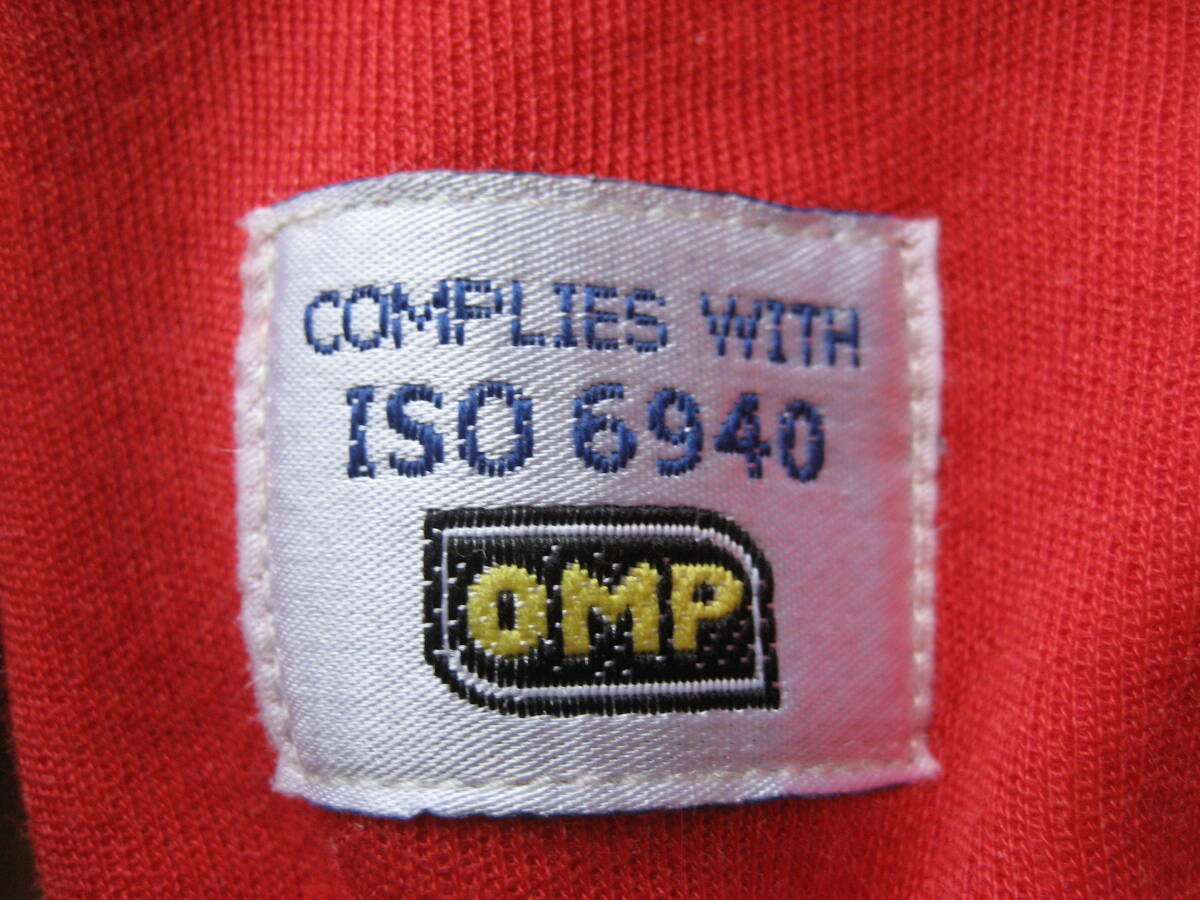 COMPLIES WITH
ISO 6940
OMP